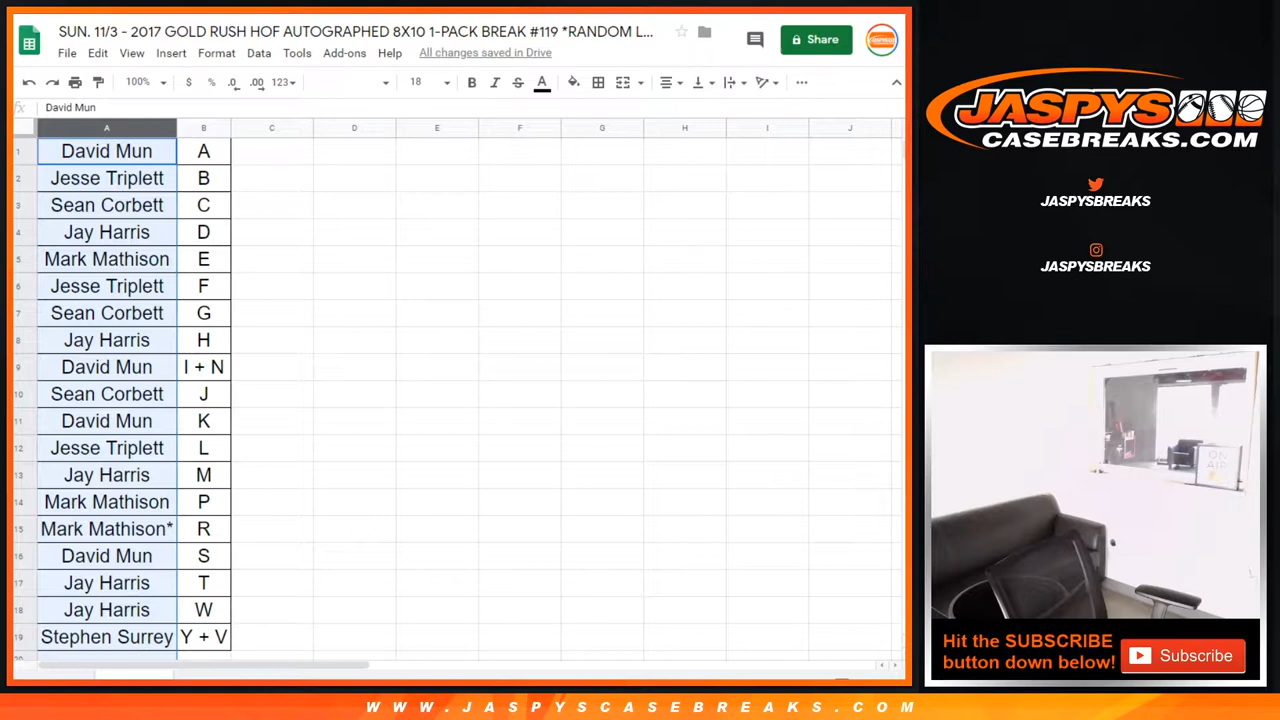 SUN. 11/3 - 2017 GOLD RUSH HOF AUTOGRAPHED 8X10 1-PACK BREAK #119 *RANDOM L...
File Edit View Insert Format Data Tools Add-ons Help All changes saved in Drive
Share
100% $ % .0 .00 123 18 B I S A
fx David Mun
A B C D E F G H I J
1 David Mun A
2 Jesse Triplett B
3 Sean Corbett C
4 Jay Harris D
5 Mark Mathison E
6 Jesse Triplett F
7 Sean Corbett G
8 Jay Harris H
9 David Mun I + N
10 Sean Corbett J
11 David Mun K
12 Jesse Triplett L
13 Jay Harris M
14 Mark Mathison P
15 Mark Mathison* R
16 David Mun S
17 Jay Harris T
18 Jay Harris W
19 Stephen Surrey Y + V
JASPYS
CASEBREAKS.COM
JASPYSBREAKS
JASPYSBREAKS
ON
AIR
Hit the SUBSCRIBE
button down below!
Subscribe
WWW.JASPYSCASEBREAKS.COM